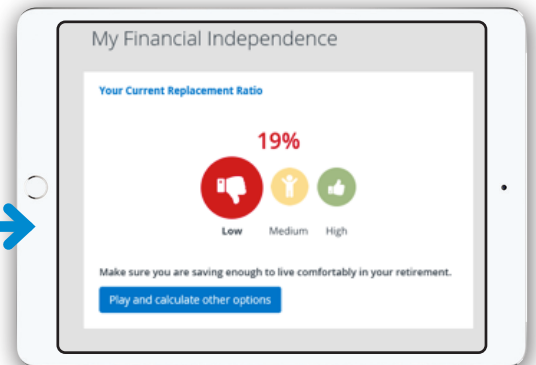 My Financial Independence
Your Current Replacement Ratio
19%
Low Medium High
Make sure you are saving enough to live comfortably in your retirement.
Play and calculate other options